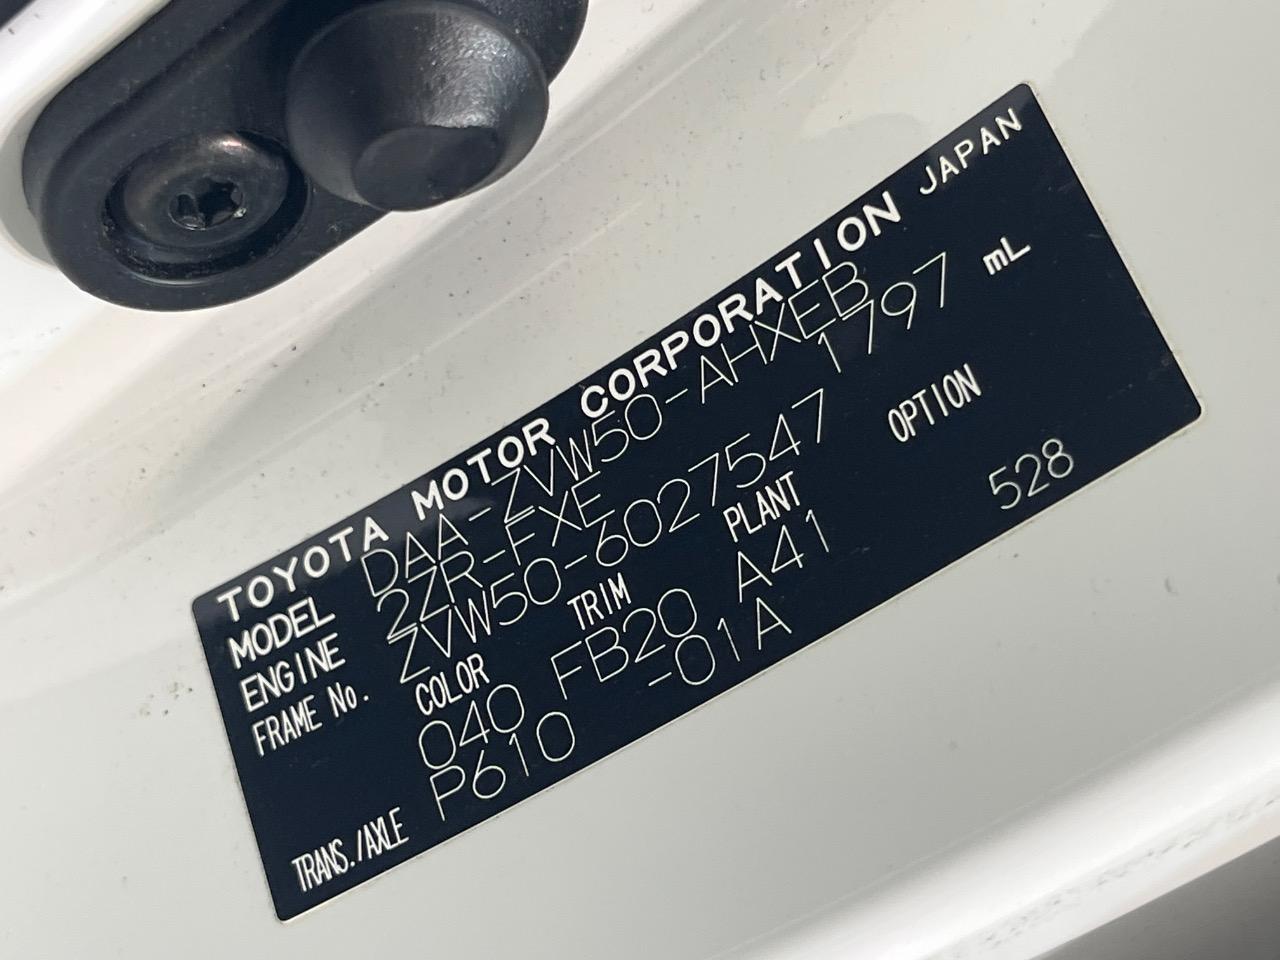 TOYOTA MOTOR CORPORATION JAPAN
MODEL DAA-ZVW50-AHXEB
ENGINE 2ZR-FXE 1797 mL
FRAME No. ZVW50-6027547
COLOR TRIM PLANT OPTION
040 FB20 A41 528
TRANS./AXLE P610 -01A